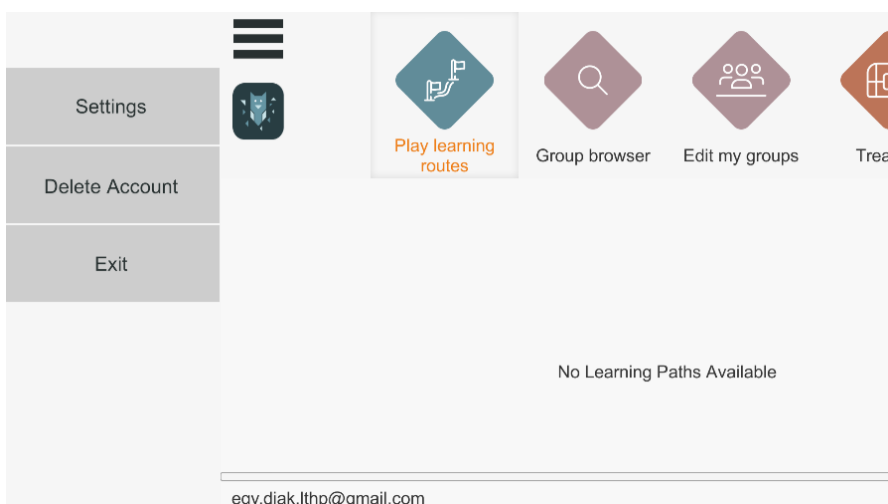 Settings
Delete Account
Exit
Play learning
routes
Group browser
Edit my groups
No Learning Paths Available
egy.diak.lthp@gmail.com